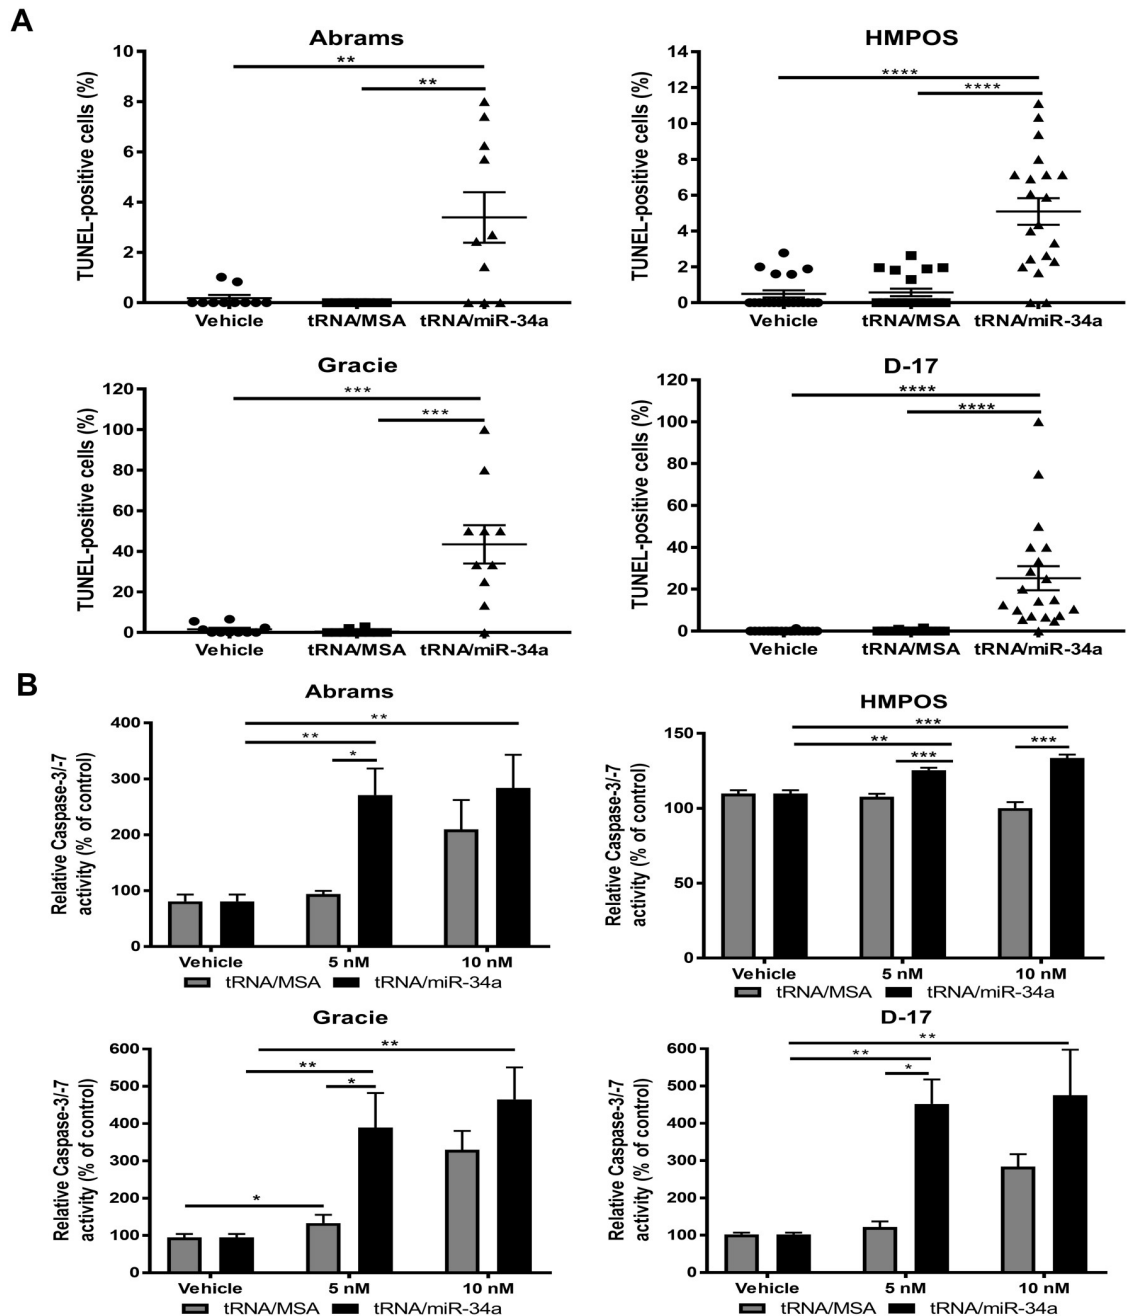 A
Abrams
TUNEL-positive cells (%)
10
8
6
4
2
0
**
**
Vehicle tRNA/MSA tRNA/miR-34a
HMPOS
TUNEL-positive cells (%)
14
12
10
8
6
4
2
0
****
****
Vehicle tRNA/MSA tRNA/miR-34a
Gracie
TUNEL-positive cells (%)
120
100
80
60
40
20
0
***
***
Vehicle tRNA/MSA tRNA/miR-34a
D-17
TUNEL-positive cells (%)
120
100
80
60
40
20
0
****
****
Vehicle tRNA/MSA tRNA/miR-34a
B
Abrams
Relative Caspase-3/-7
activity (% of control)
400
300
200
100
0
**
**
*
Vehicle 5 nM 10 nM
tRNA/MSA tRNA/miR-34a
HMPOS
Relative Caspase-3/-7
activity (% of control)
150
100
50
0
***
**
***
***
Vehicle 5 nM 10 nM
tRNA/MSA tRNA/miR-34a
Gracie
Relative Caspase-3/-7
activity (% of control)
600
500
400
300
200
100
0
**
**
*
*
Vehicle 5 nM 10 nM
tRNA/MSA tRNA/miR-34a
D-17
Relative Caspase-3/-7
activity (% of control)
600
500
400
300
200
100
0
**
**
*
Vehicle 5 nM 10 nM
tRNA/MSA tRNA/miR-34a